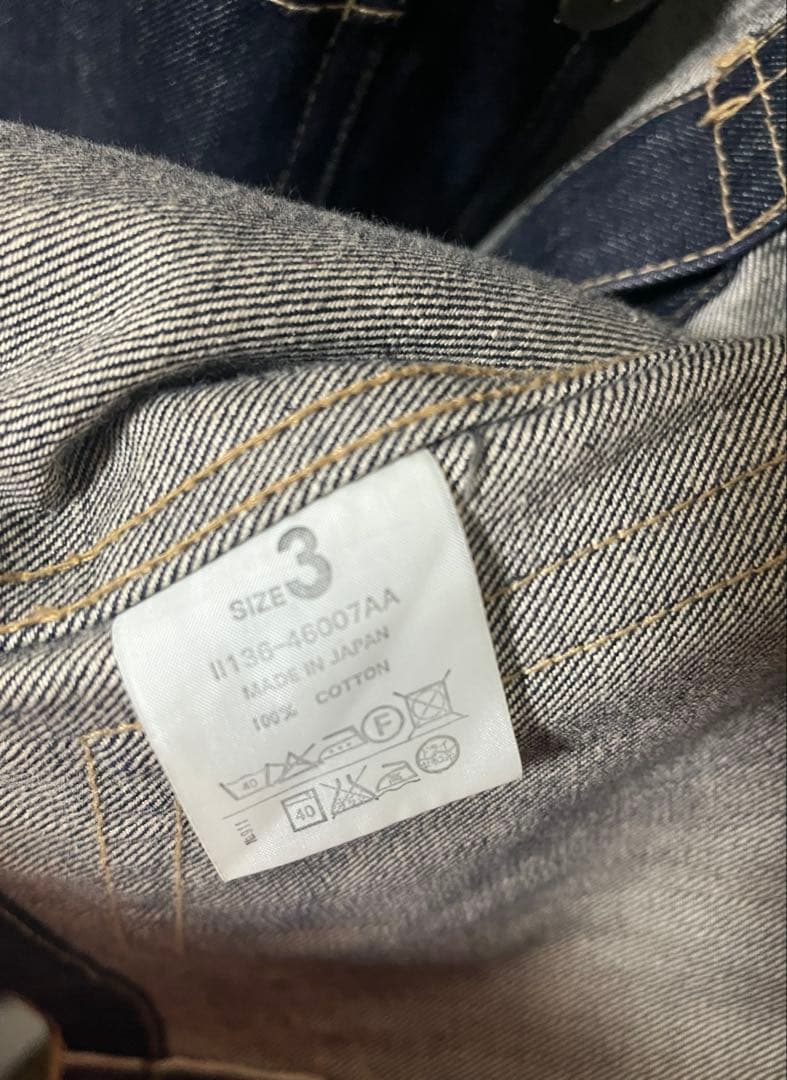 SIZE 3
II136-46007AA
MADE IN JAPAN
100% COTTON
40 F
40